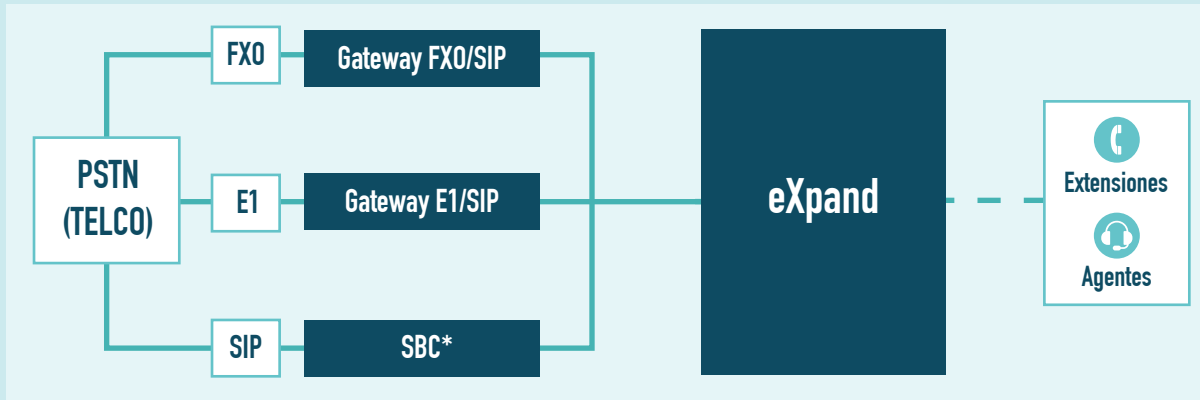 FXO
Gateway FXO/SIP
PSTN
(TELCO)
E1
Gateway E1/SIP
eXpand
Extensiones
Agentes
SIP
SBC*